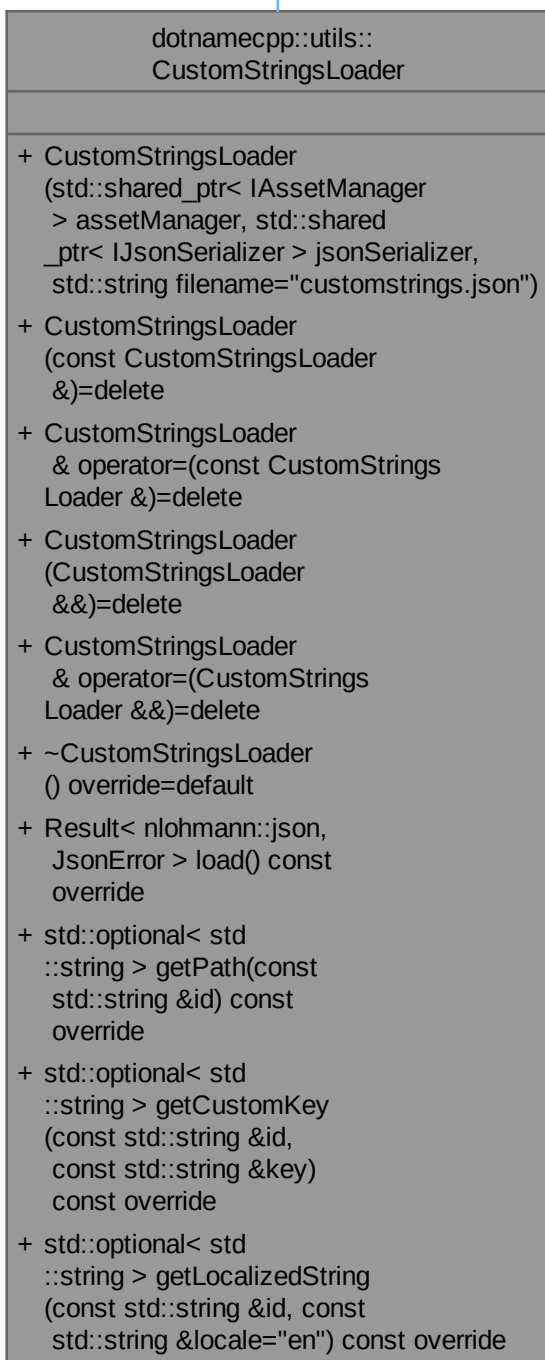 dotnamecpp::utils::
CustomStringsLoader
+ CustomStringsLoader
(std::shared_ptr< IAssetManager
> assetManager, std::shared
_ptr< IJsonSerializer > jsonSerializer,
std::string filename="customstrings.json")
+ CustomStringsLoader
(const CustomStringsLoader
&)=delete
+ CustomStringsLoader
& operator=(const CustomStrings
Loader &)=delete
+ CustomStringsLoader
(CustomStringsLoader
&&)=delete
+ CustomStringsLoader
& operator=(CustomStrings
Loader &&)=delete
+ ~CustomStringsLoader
() override=default
+ Result< nlohmann::json,
JsonError > load() const
override
+ std::optional< std
::string > getPath(const
std::string &id) const
override
+ std::optional< std
::string > getCustomKey
(const std::string &id,
const std::string &key)
const override
+ std::optional< std
::string > getLocalizedString
(const std::string &id, const
std::string &locale="en") const override